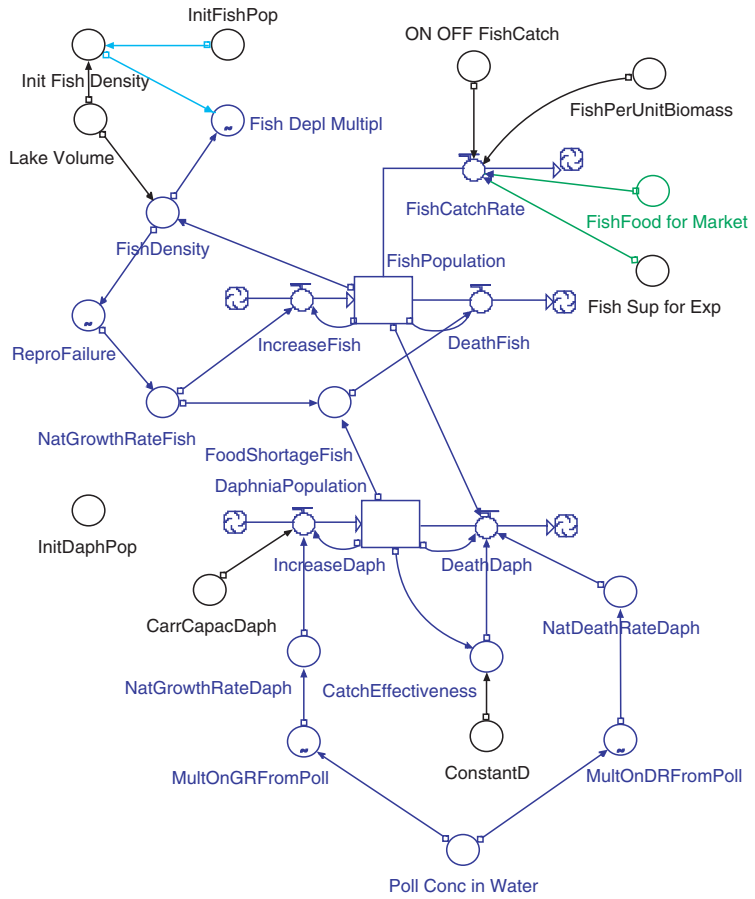 InitFishPop
ON OFF FishCatch
Init Fish Density
FishPerUnitBiomass
Fish Depl Multipl
Lake Volume
FishCatchRate
FishFood for Market
FishDensity
FishPopulation
Fish Sup for Exp
IncreaseFish
DeathFish
ReproFailure
NatGrowthRateFish
FoodShortageFish
DaphniaPopulation
InitDaphPop
IncreaseDaph
DeathDaph
CarrCapacDaph
NatDeathRateDaph
NatGrowthRateDaph
CatchEffectiveness
MultOnGRFromPoll
ConstantD
MultOnDRFromPoll
Poll Conc in Water